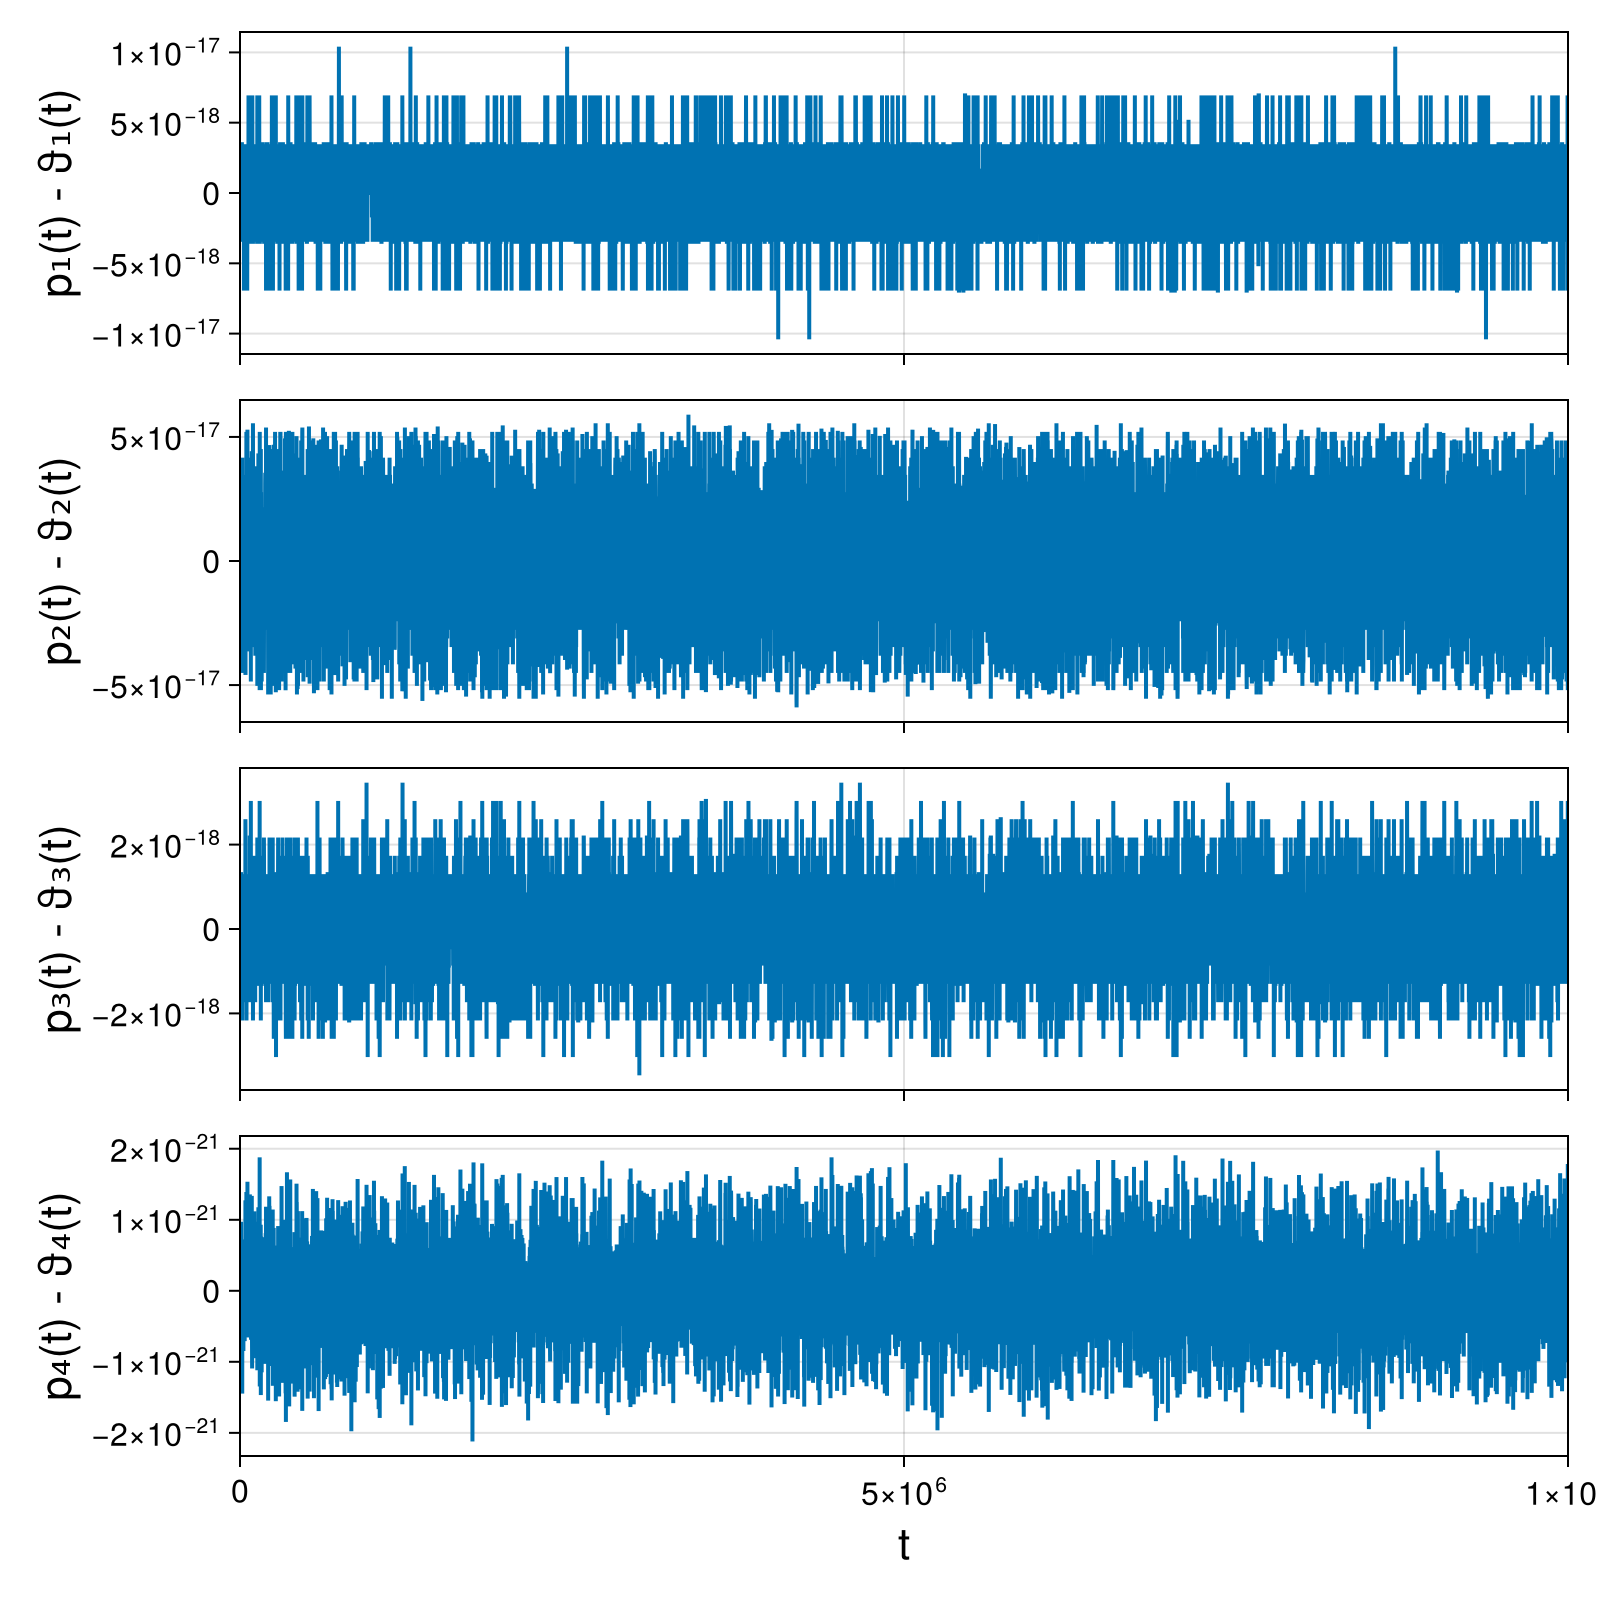 1×10⁻¹⁷
5×10⁻¹⁸
0
−5×10⁻¹⁸
−1×10⁻¹⁷
p₁(t) - ϑ₁(t)
5×10⁻¹⁷
0
−5×10⁻¹⁷
p₂(t) - ϑ₂(t)
2×10⁻¹⁸
0
−2×10⁻¹⁸
p₃(t) - ϑ₃(t)
2×10⁻²¹
1×10⁻²¹
0
−1×10⁻²¹
−2×10⁻²¹
p₄(t) - ϑ₄(t)
0 5×10⁶ 1×10
t